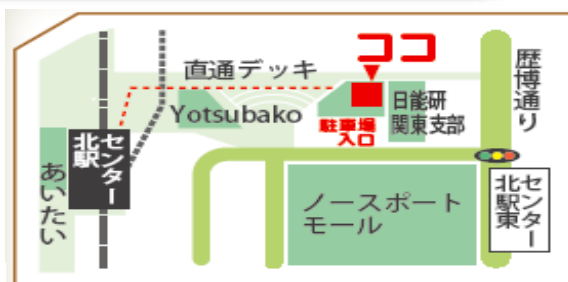 ココ
直通デッキ
Yotsubako
日能研
関東支部
駐車場
入口
歴博通り
センター
北駅
あいたい
ノースポート
モール
センター
北駅東